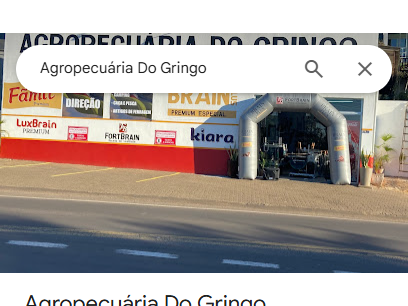 AGROPECUÁRIA DO GRINGO
Agropecuária Do Gringo
Famil
DIREÇÃO
BRAIN
PREMIUM ESPECIAL
LuxBrain
PREMIUM
FORTBRAIN
kiara
Agropecuária Do Gringo